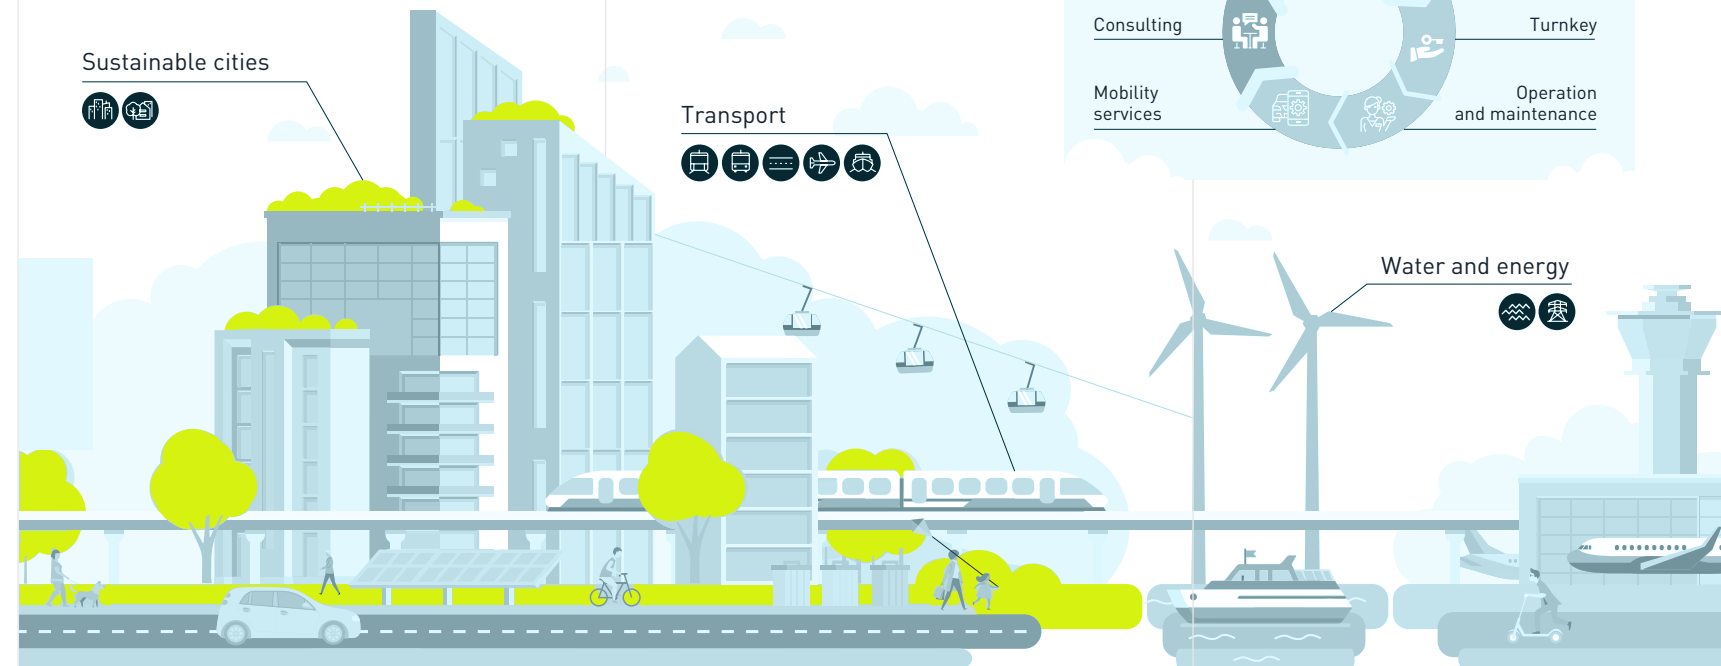 Consulting
Turnkey
Sustainable cities
Mobility
services
Operation
and maintenance
Transport
Water and energy